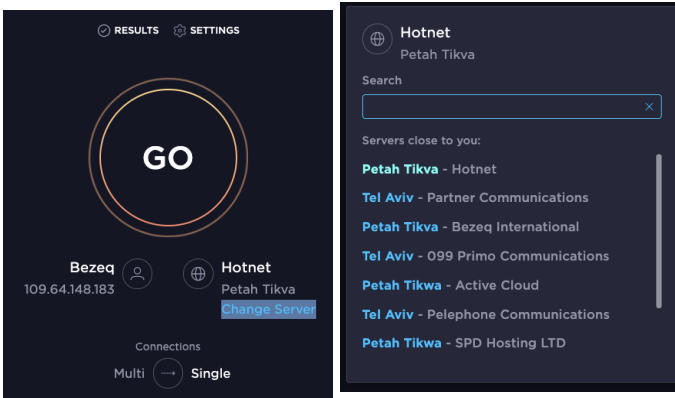 RESULTS SETTINGS
GO
Bezeq
109.64.148.183
Hotnet
Petah Tikva
Change Server
Connections
Multi Single
Hotnet
Petah Tikva
Search
Servers close to you:
Petah Tikva - Hotnet
Tel Aviv - Partner Communications
Petah Tikva - Bezeq International
Tel Aviv - 099 Primo Communications
Petah Tikwa - Active Cloud
Tel Aviv - Pelephone Communications
Petah Tikwa - SPD Hosting LTD